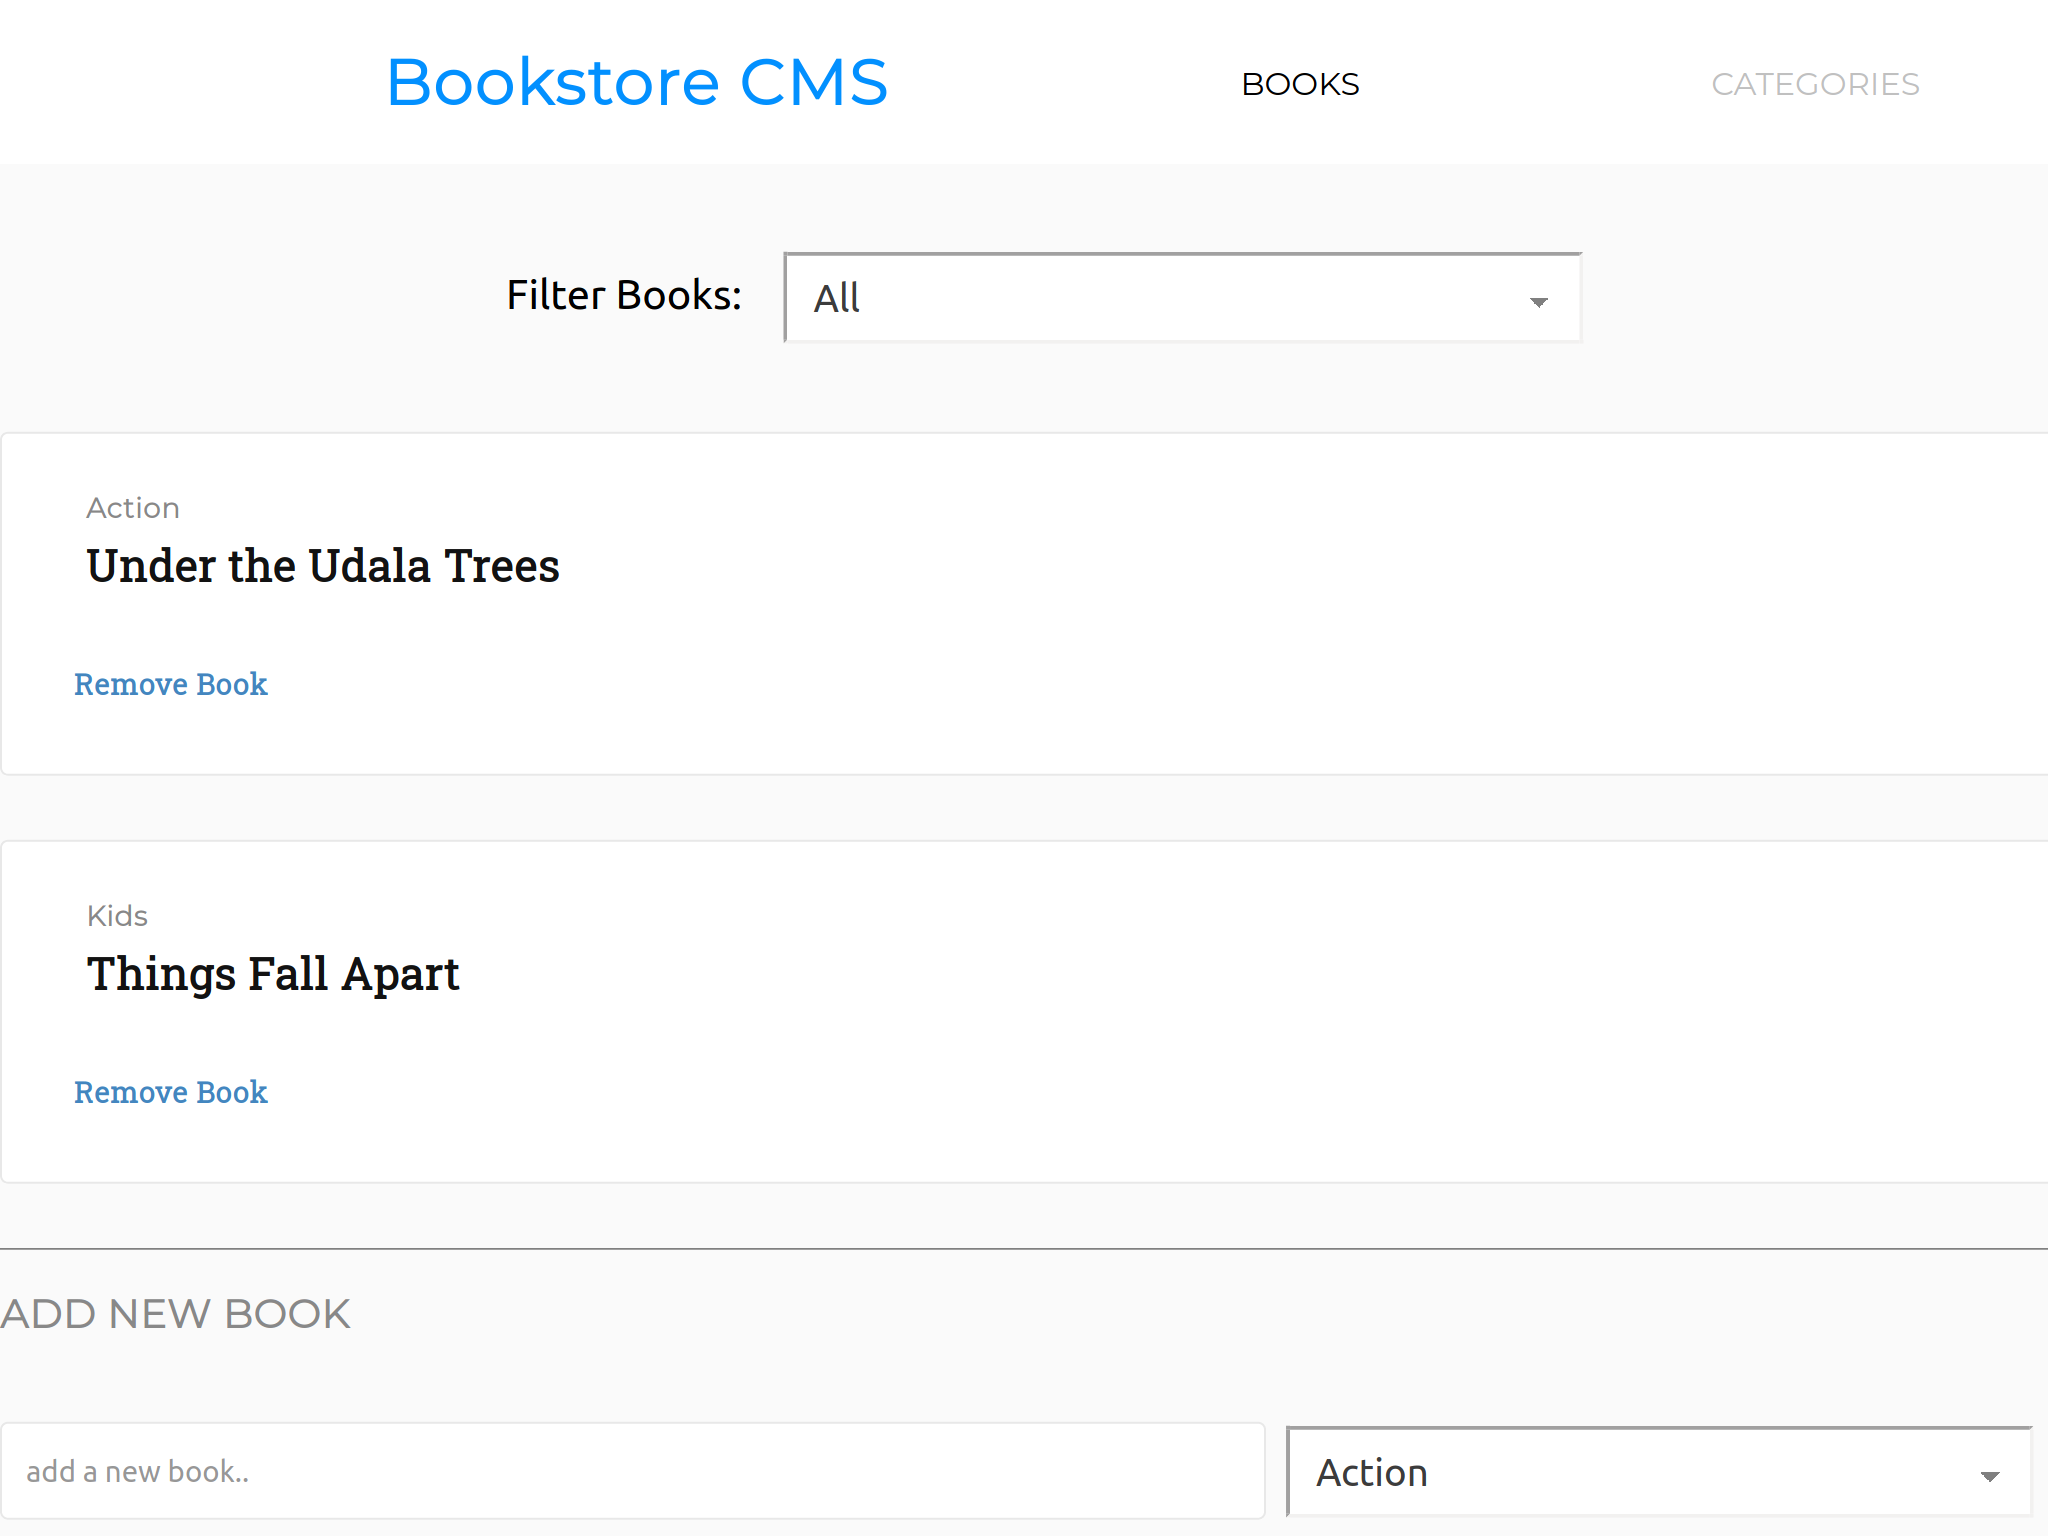 Bookstore CMS BOOKS CATEGORIES
Filter Books: All
Action
Under the Udala Trees
Remove Book
Kids
Things Fall Apart
Remove Book
ADD NEW BOOK
add a new book.. Action